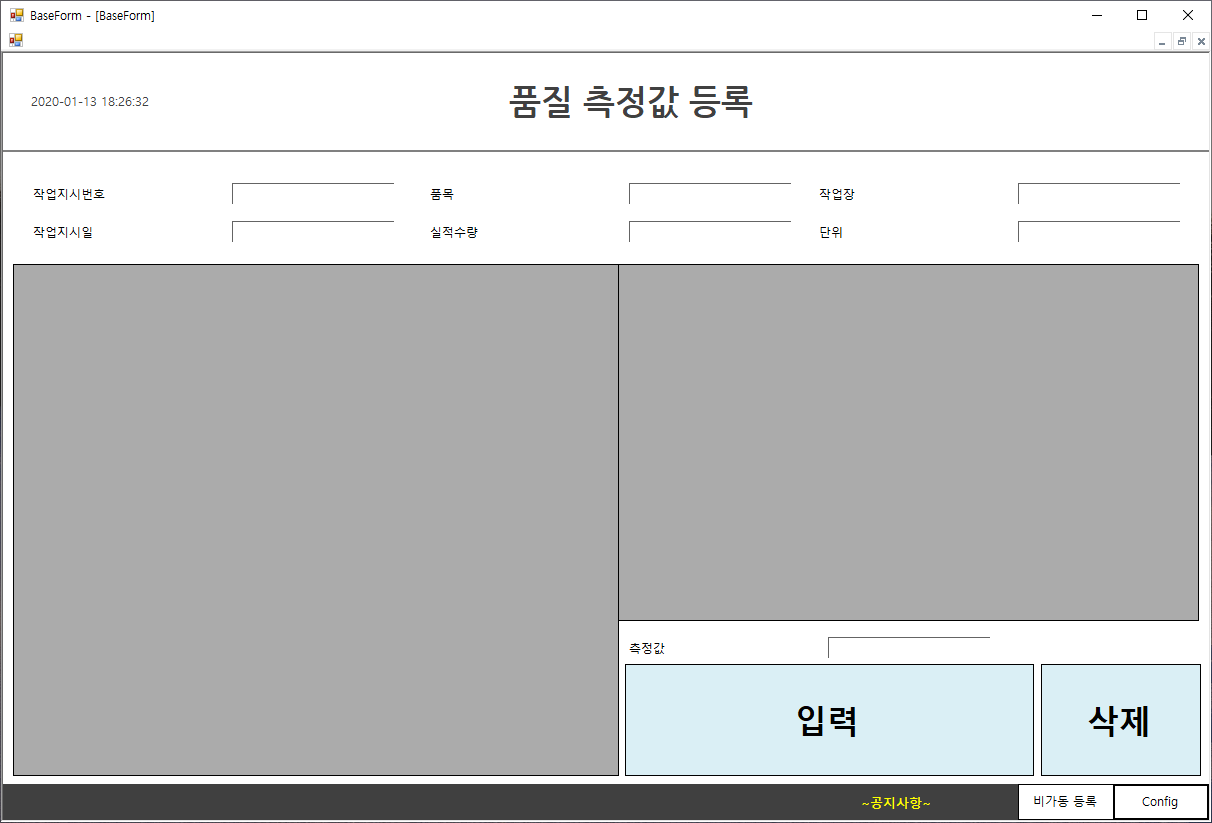 BaseForm - [BaseForm]
2020-01-13 18:26:32
품질 측정값 등록
작업지시번호 품목 작업장
작업지시일 실적수량 단위
측정값
입력 삭제
~공지사항~ 비가동 등록 Config